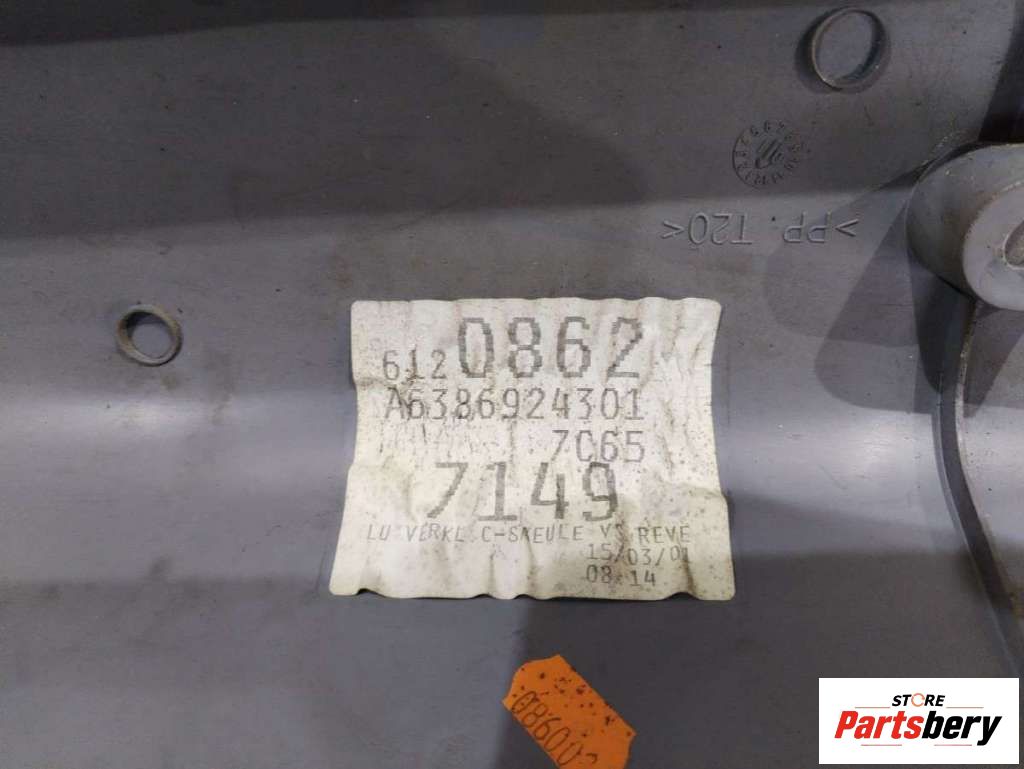 >PP T20<
612 0862
A6386924301
7C65
7149
LU VERKL C-SAEULE VS REVE
15/03/01
08 14
STORE
Partsbery